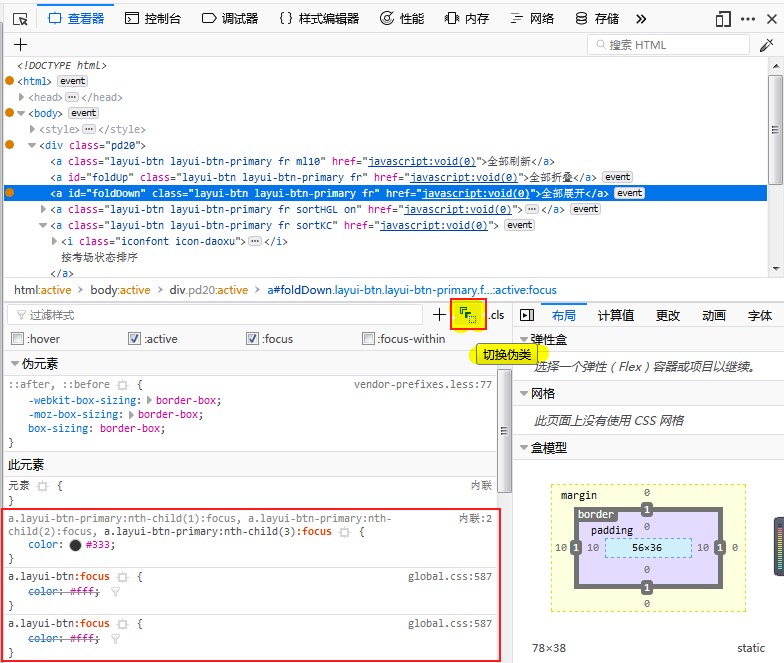 查看器 控制台 调试器 { } 样式编辑器 性能 内存 网络 存储
+ 搜索 HTML
<!DOCTYPE html>
<html> event
<head> ··· </head>
<body> event
<style> ··· </style>
<div class="pd20">
<a class="layui-btn layui-btn-primary fr ml10" href="javascript:void(0)">全部刷新</a>
<a id="foldUp" class="layui-btn layui-btn-primary fr" href="javascript:void(0)">全部折叠</a> event
<a id="foldDown" class="layui-btn layui-btn-primary fr" href="javascript:void(0)">全部展开</a> event
<a class="layui-btn layui-btn-primary fr sortHGL on" href="javascript:void(0)"> ··· </a> event
<a class="layui-btn layui-btn-primary fr sortKC" href="javascript:void(0)"> event
<i class="iconfont icon-daoxu"> ··· </i>
按考场状态排序
</a>
html:active > body:active > div.pd20:active > a#foldDown.layui-btn.layui-btn-primary.f…:active:focus
过滤样式 + .cls
:hover :active :focus :focus-within
切换伪类
伪元素
::after, ::before { vendor-prefixes.less:77
-webkit-box-sizing: border-box;
-moz-box-sizing: border-box;
box-sizing: border-box;
}
此元素
元素 { 内联
}
a.layui-btn-primary:nth-child(1):focus, a.layui-btn-primary:nth- 内联:2
child(2):focus, a.layui-btn-primary:nth-child(3):focus {
color: #333;
}
a.layui-btn:focus { global.css:587
color: #fff;
}
a.layui-btn:focus { global.css:587
color: #fff;
}
布局 计算值 更改 动画 字体
弹性盒
选择一个弹性（Flex）容器或项目以继续。
网格
此页面上没有使用 CSS 网格
盒模型
margin 0
border 1
padding 0
10 1 10 56×36 10 1 0
0
1
0
78×38 static